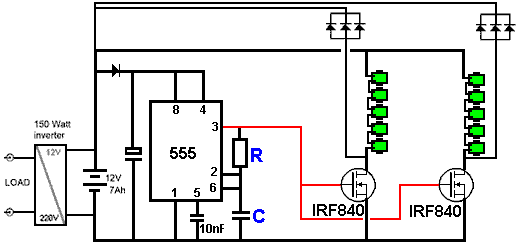 8 4
150 Watt
inverter
3
12V
555
R
2
6
LOAD
12V
7Ah
1 5
C
220V
10nF
IRF840
IRF840